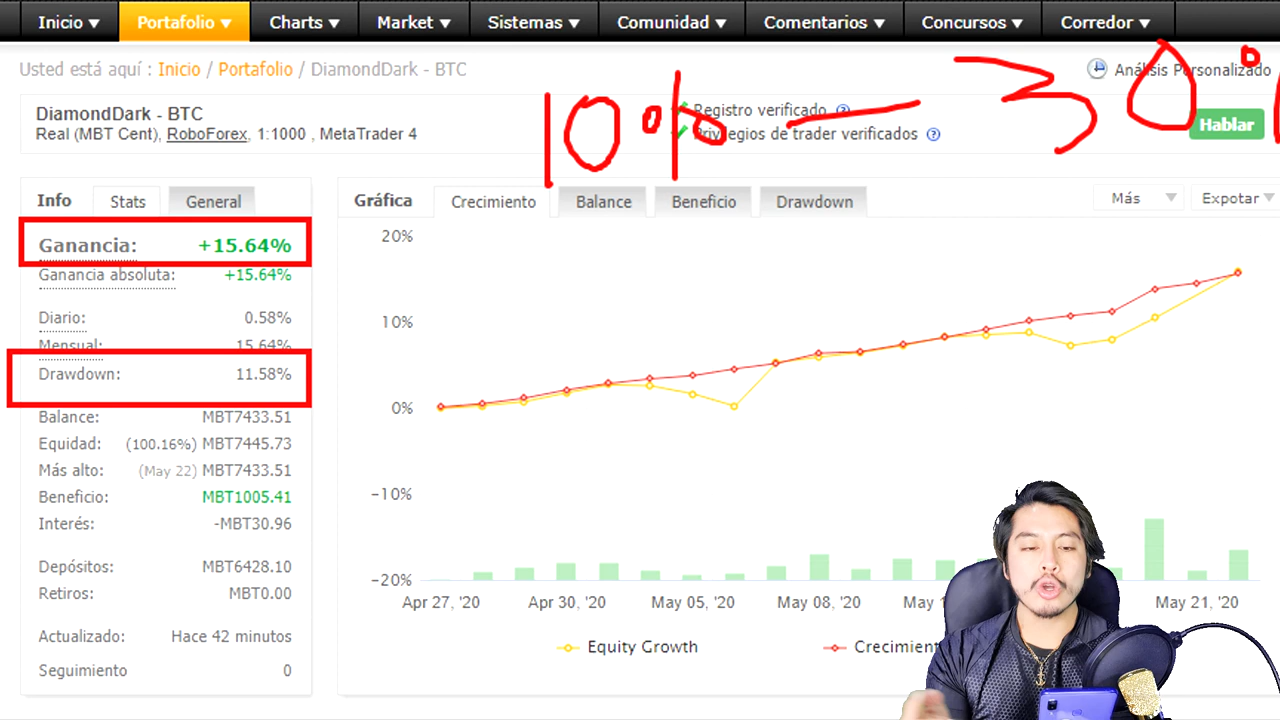 Inicio ▾ Portafolio ▾ Charts ▾ Market ▾ Sistemas ▾ Comunidad ▾ Comentarios ▾ Concursos ▾ Corredor ▾
Usted está aquí : Inicio / Portafolio / DiamondDark - BTC
Análisis Personalizado
10% - 30%
DiamondDark - BTC
Real (MBT Cent), RoboForex, 1:1000 , MetaTrader 4
Registro verificado ?
Privilegios de trader verificados ?
Hablar
Info Stats General
Ganancia: +15.64%
Ganancia absoluta: +15.64%
Diario: 0.58%
Mensual: 15.64%
Drawdown: 11.58%
Balance: MBT7433.51
Equidad: (100.16%) MBT7445.73
Más alto: (May 22) MBT7433.51
Beneficio: MBT1005.41
Interés: -MBT30.96
Depósitos: MBT6428.10
Retiros: MBT0.00
Actualizado: Hace 42 minutos
Seguimiento 0
Gráfica Crecimiento Balance Beneficio Drawdown Más Expotar
20%
10%
0%
-10%
-20%
Apr 27, '20 Apr 30, '20 May 05, '20 May 08, '20 May 1 May 21, '20
Equity Growth Crecimient